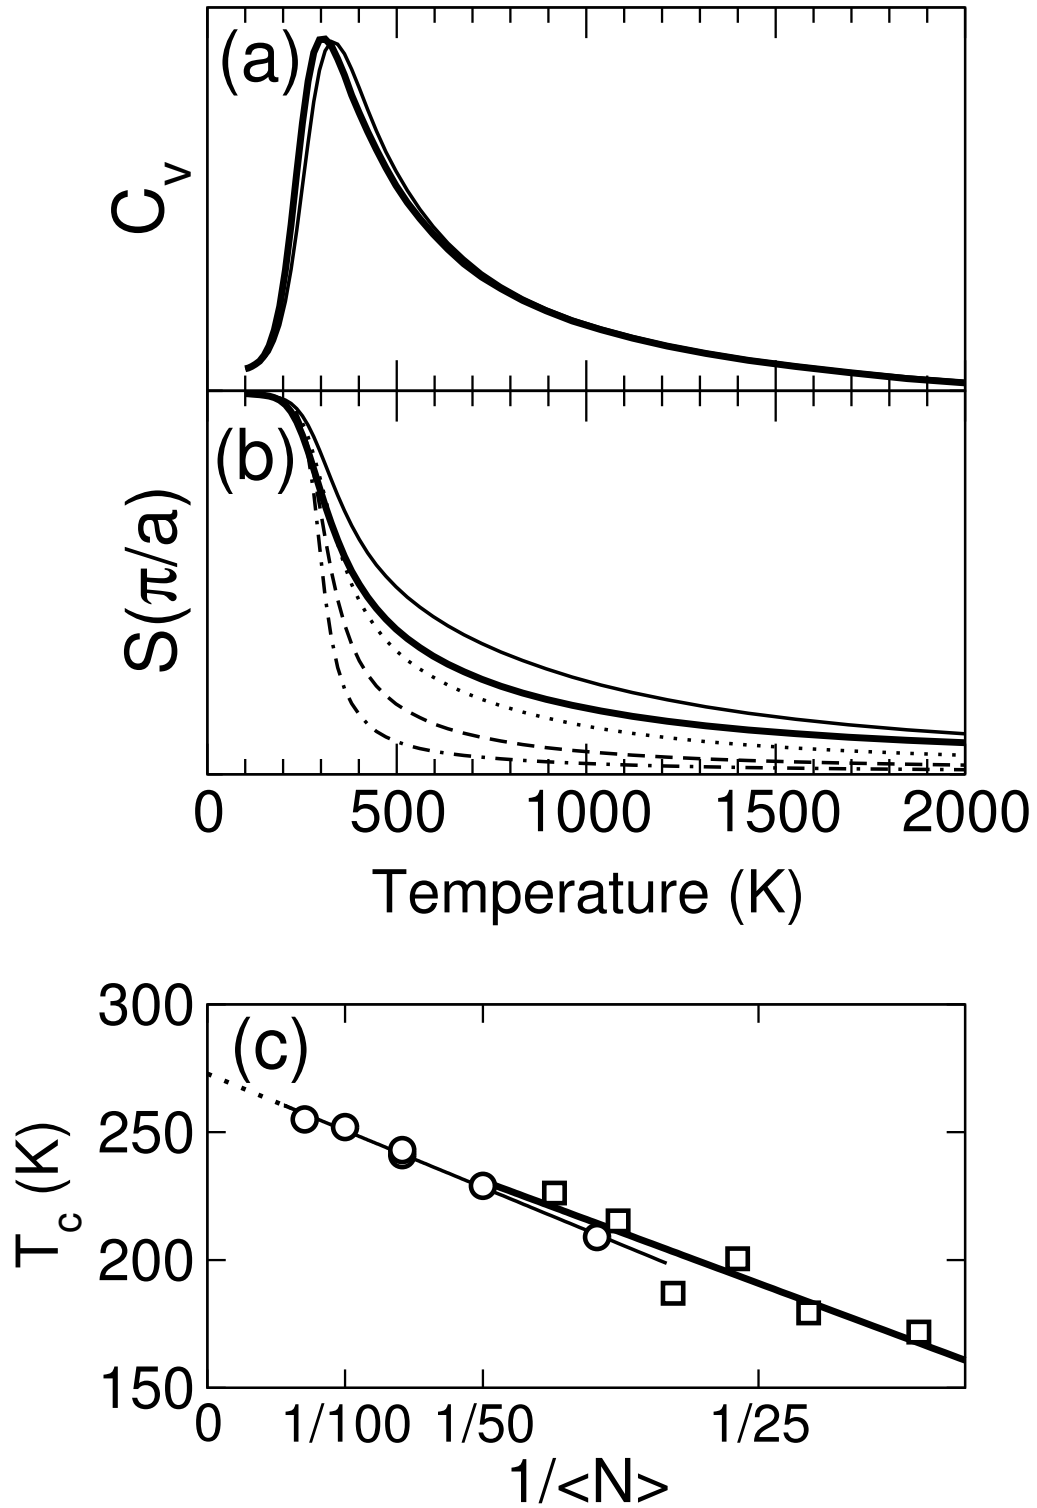 (a)
C_v
(b)
S(π/a)
0 500 1000 1500 2000
Temperature (K)
300
(c)
250
T_c (K)
200
150
0 1/100 1/50 1/25
1/<N>